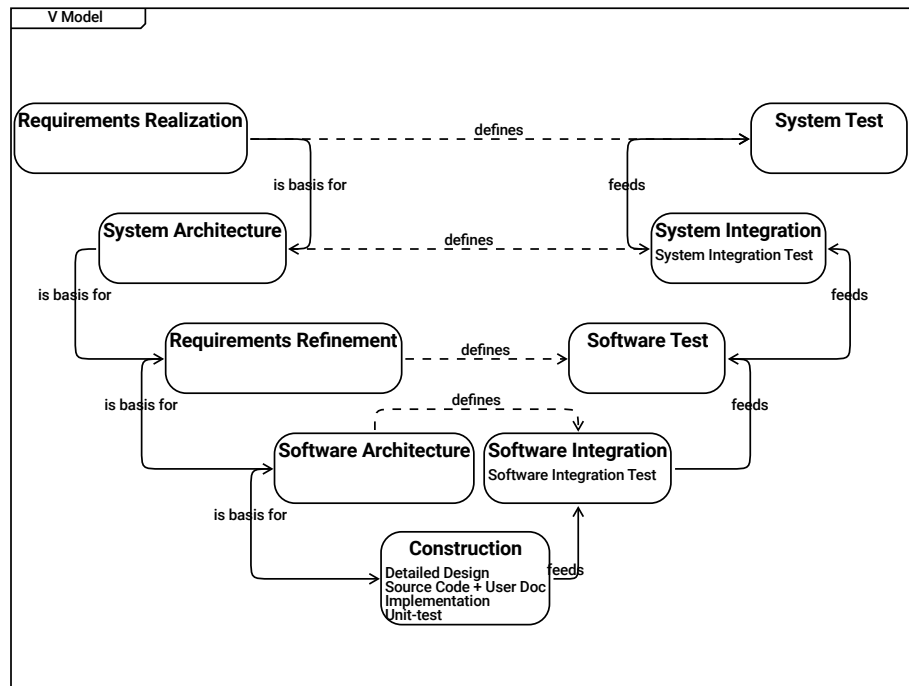 V Model
Requirements Realization
defines
System Test
is basis for
feeds
System Architecture
defines
System Integration
System Integration Test
is basis for
feeds
Requirements Refinement
defines
Software Test
is basis for
defines
feeds
Software Architecture
Software Integration
Software Integration Test
is basis for
Construction
Detailed Design
feeds
Source Code + User Doc
Implementation
Unit-test